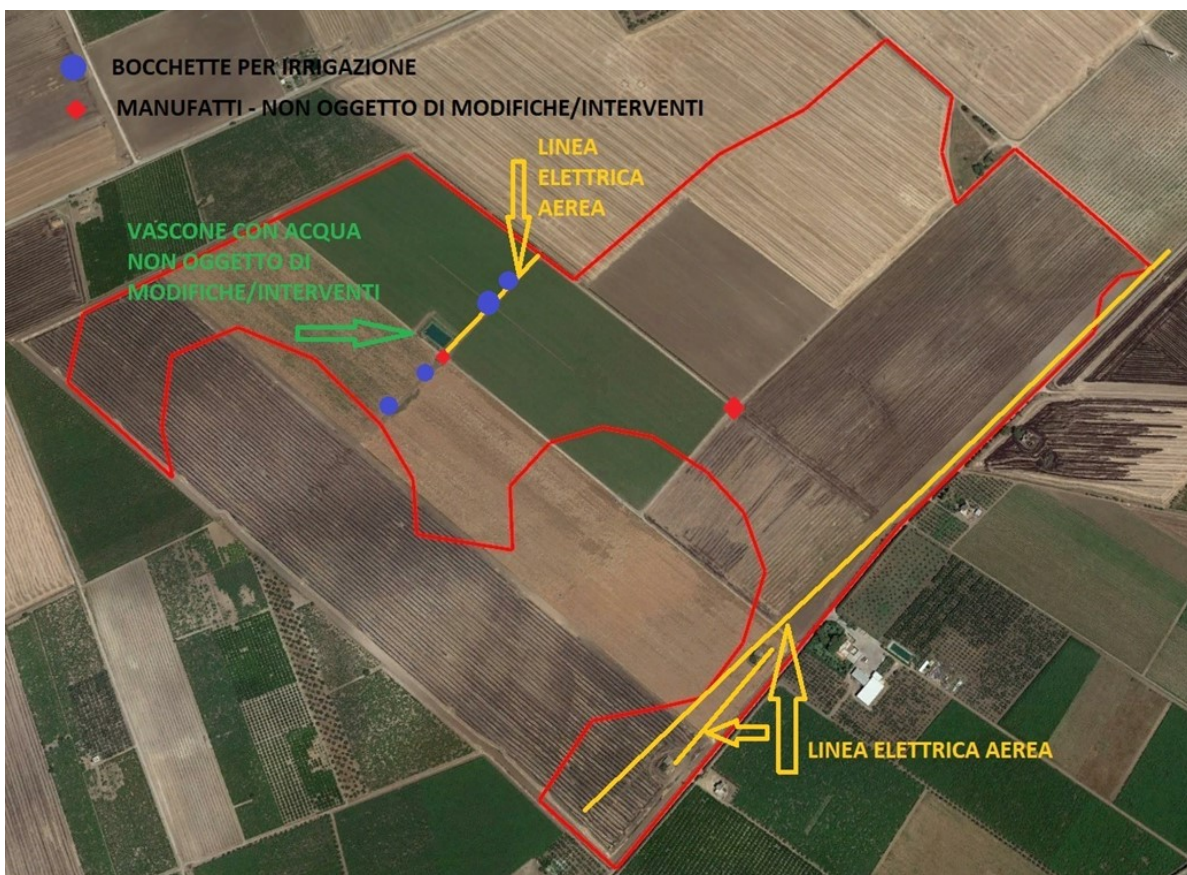 BOCCHETTE PER IRRIGAZIONE
MANUFATTI - NON OGGETTO DI MODIFICHE/INTERVENTI
LINEA
ELETTRICA
AEREA
VASCONE CON ACQUA
NON OGGETTO DI
MODIFICHE/INTERVENTI
LINEA ELETTRICA AEREA